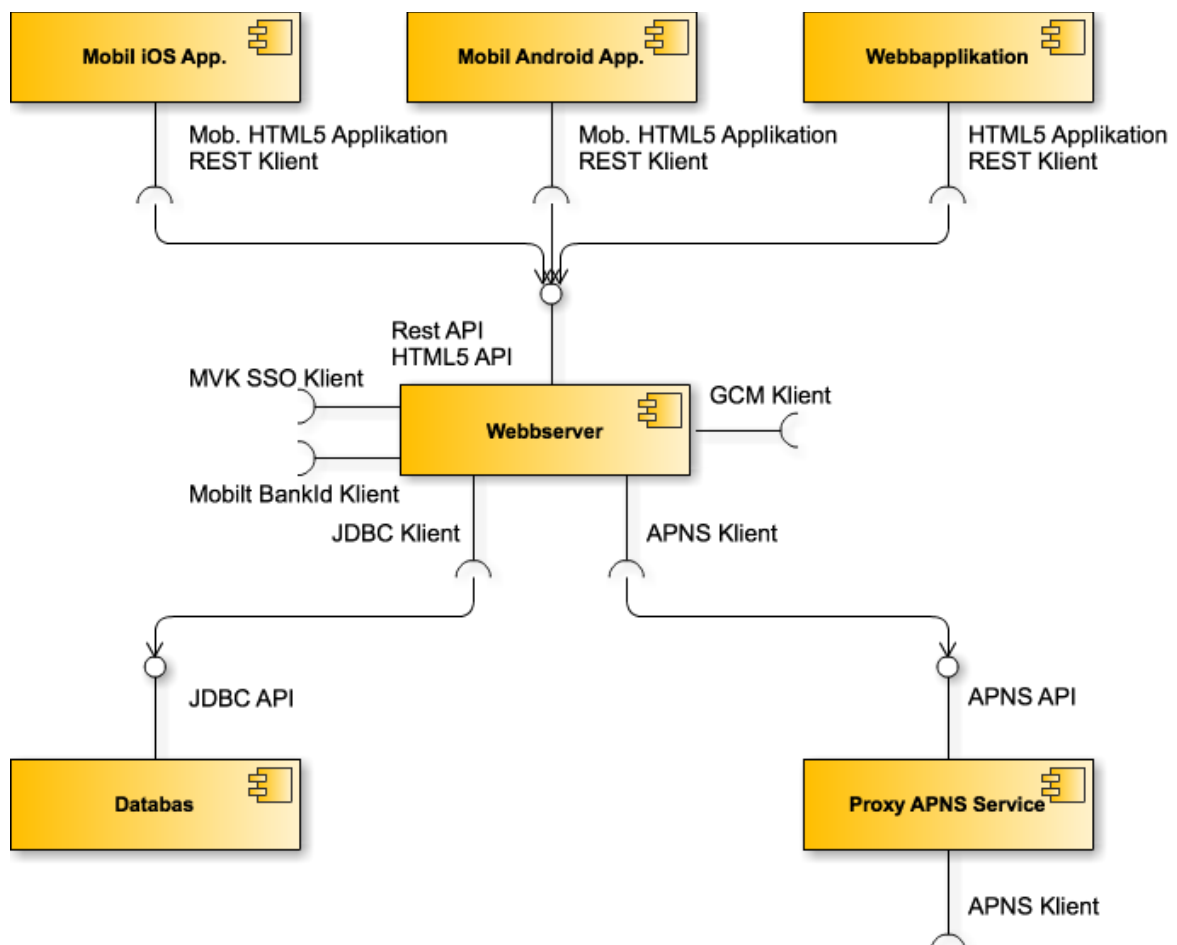 Mobil iOS App.
Mobil Android App.
Webbapplikation
Mob. HTML5 Applikation
REST Klient
Mob. HTML5 Applikation
REST Klient
HTML5 Applikation
REST Klient
Rest API
HTML5 API
MVK SSO Klient
GCM Klient
Webbserver
Mobilt BankId Klient
JDBC Klient
APNS Klient
JDBC API
APNS API
Databas
Proxy APNS Service
APNS Klient